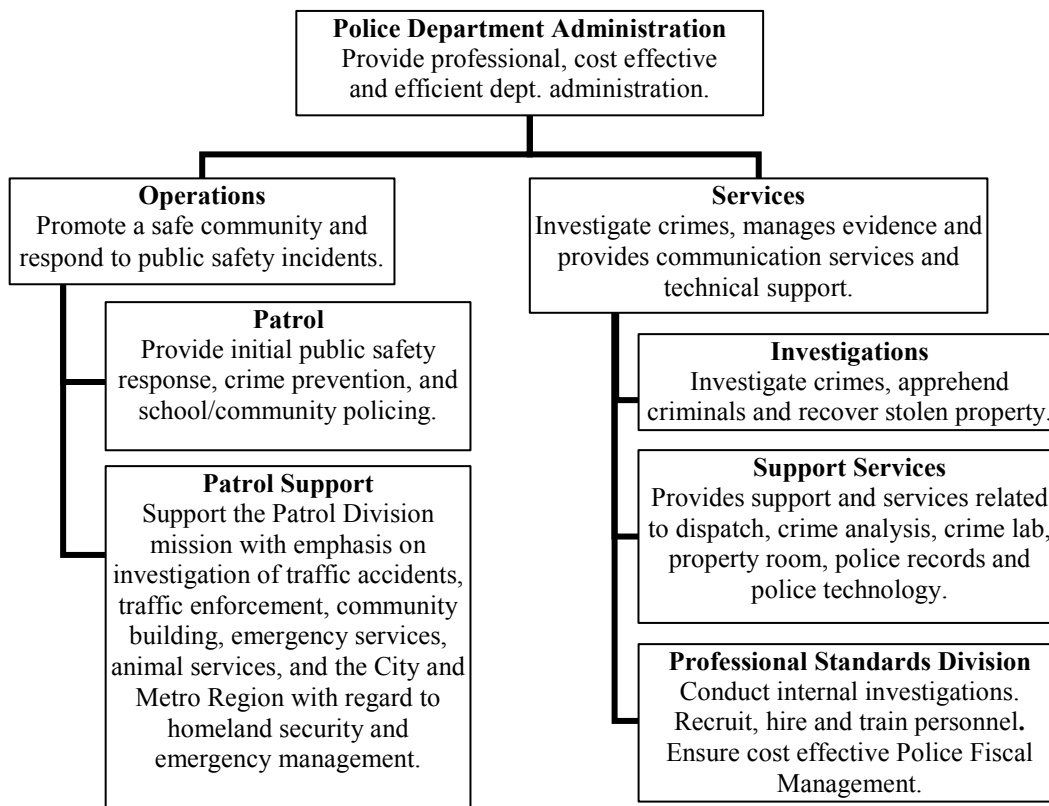 Police Department Administration
Provide professional, cost effective
and efficient dept. administration.
Operations
Promote a safe community and
respond to public safety incidents.
Patrol
Provide initial public safety
response, crime prevention, and
school/community policing.
Patrol Support
Support the Patrol Division
mission with emphasis on
investigation of traffic accidents,
traffic enforcement, community
building, emergency services,
animal services, and the City and
Metro Region with regard to
homeland security and
emergency management.
Services
Investigate crimes, manages evidence and
provides communication services and
technical support.
Investigations
Investigate crimes, apprehend
criminals and recover stolen property.
Support Services
Provides support and services related
to dispatch, crime analysis, crime lab,
property room, police records and
police technology.
Professional Standards Division
Conduct internal investigations.
Recruit, hire and train personnel.
Ensure cost effective Police Fiscal
Management.